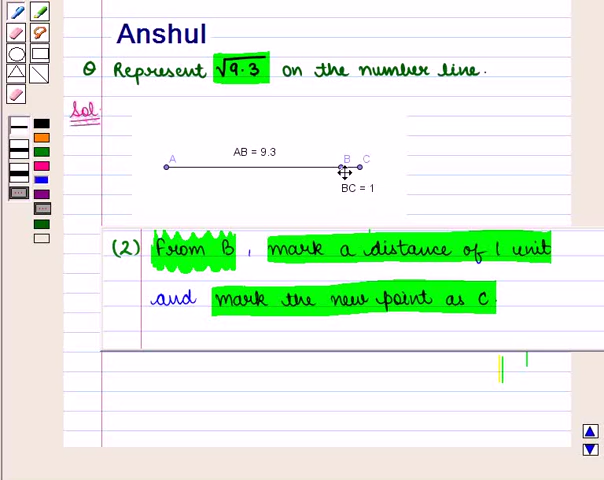 Anshul
Q Represent √9.3 on the number line.
Sol:
AB = 9.3
A B C
BC = 1
(2) From B, mark a distance of 1 unit
and mark the new point as C.